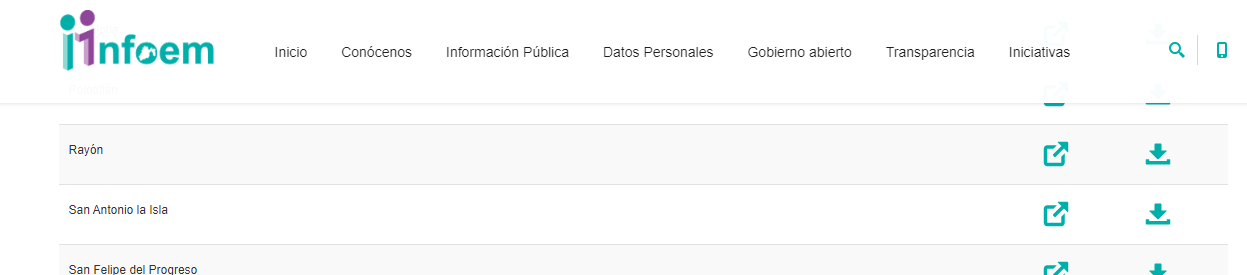 infoem
Inicio Conócenos Información Pública Datos Personales Gobierno abierto Transparencia Iniciativas
Rayón
San Antonio la Isla
San Felipe del Progreso